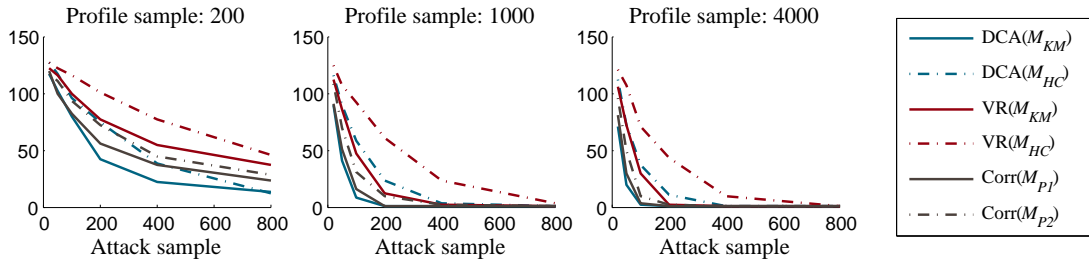 Profile sample: 200
150
100
50
0
0 200 400 600 800
Attack sample
Profile sample: 1000
150
100
50
0
0 200 400 600 800
Attack sample
Profile sample: 4000
150
100
50
0
0 200 400 600 800
Attack sample
DCA(M_KM)
DCA(M_HC)
VR(M_KM)
VR(M_HC)
Corr(M_P1)
Corr(M_P2)